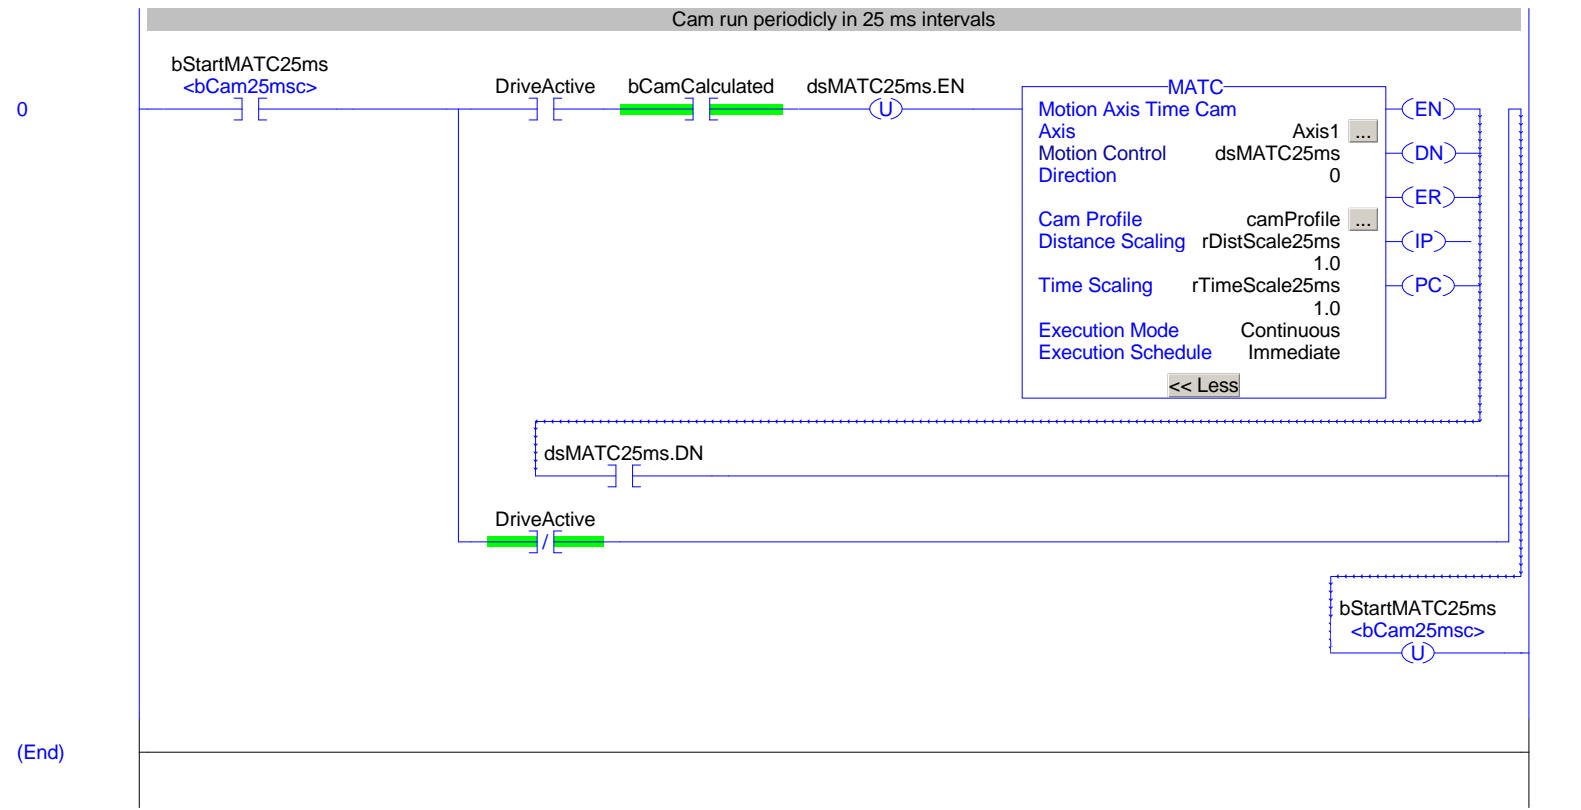 Cam run periodicly in 25 ms intervals
bStartMATC25ms
<bCam25msc>
DriveActive
bCamCalculated
dsMATC25ms.EN
0
U
MATC
Motion Axis Time Cam
Axis Axis1 ...
Motion Control dsMATC25ms
Direction 0
Cam Profile camProfile ...
Distance Scaling rDistScale25ms
1.0
Time Scaling rTimeScale25ms
1.0
Execution Mode Continuous
Execution Schedule Immediate
<< Less
EN
DN
ER
IP
PC
dsMATC25ms.DN
DriveActive
/
bStartMATC25ms
<bCam25msc>
U
(End)